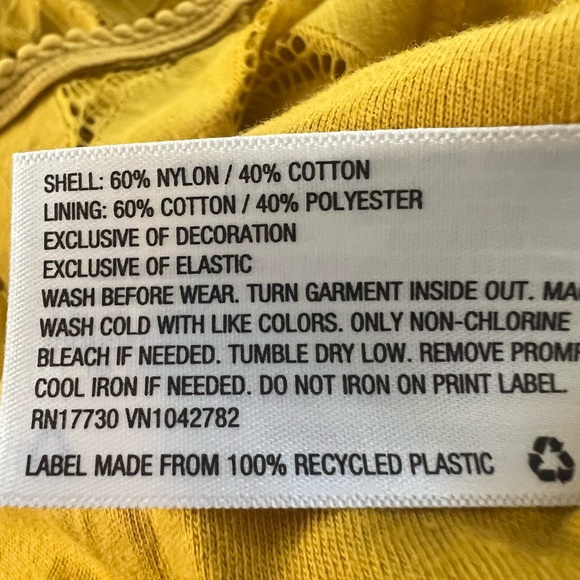 SHELL: 60% NYLON / 40% COTTON
LINING: 60% COTTON / 40% POLYESTER
EXCLUSIVE OF DECORATION
EXCLUSIVE OF ELASTIC
WASH BEFORE WEAR. TURN GARMENT INSIDE OUT.
WASH COLD WITH LIKE COLORS. ONLY NON-CHLORINE
BLEACH IF NEEDED. TUMBLE DRY LOW. REMOVE
COOL IRON IF NEEDED. DO NOT IRON ON PRINT LABEL.
RN17730 VN1042782
LABEL MADE FROM 100% RECYCLED PLASTIC